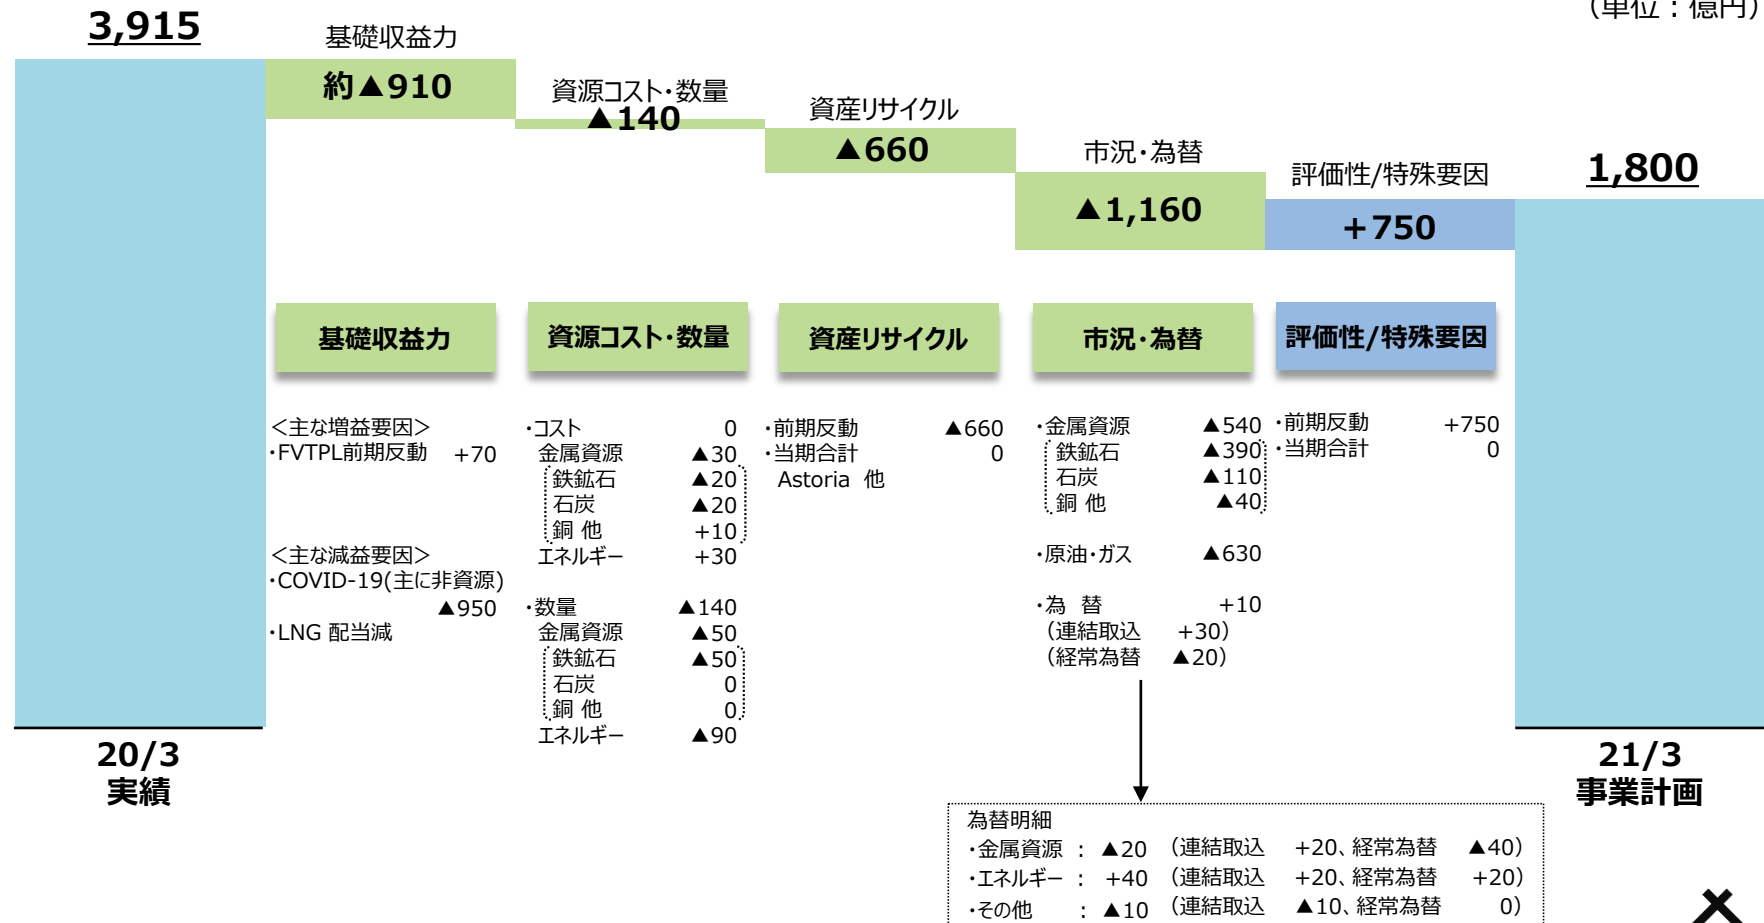 （単位：億円）
3,915
基礎収益力
約▲910
資源コスト・数量
▲140
資産リサイクル
▲660
市況・為替
▲1,160
評価性/特殊要因
+750
1,800
基礎収益力
資源コスト・数量
資産リサイクル
市況・為替
評価性/特殊要因
＜主な増益要因＞
・FVTPL前期反動 +70
＜主な減益要因＞
・COVID-19(主に非資源)
▲950
・LNG 配当減
・コスト 0
金属資源 ▲30
鉄鉱石 ▲20
石炭 ▲20
銅 他 +10
エネルギー +30
・数量 ▲140
金属資源 ▲50
鉄鉱石 ▲50
石炭 0
銅 他 0
エネルギー ▲90
・前期反動 ▲660
・当期合計 0
Astoria 他
・金属資源 ▲540
鉄鉱石 ▲390
石炭 ▲110
銅 他 ▲40
・原油・ガス ▲630
・為 替 +10
（連結取込 +30）
（経常為替 ▲20）
・前期反動 +750
・当期合計 0
20/3
実績
21/3
事業計画
為替明細
・金属資源 : ▲20 （連結取込 +20、経常為替 ▲40）
・エネルギー : +40 （連結取込 +20、経常為替 +20）
・その他 : ▲10 （連結取込 ▲10、経常為替 0）